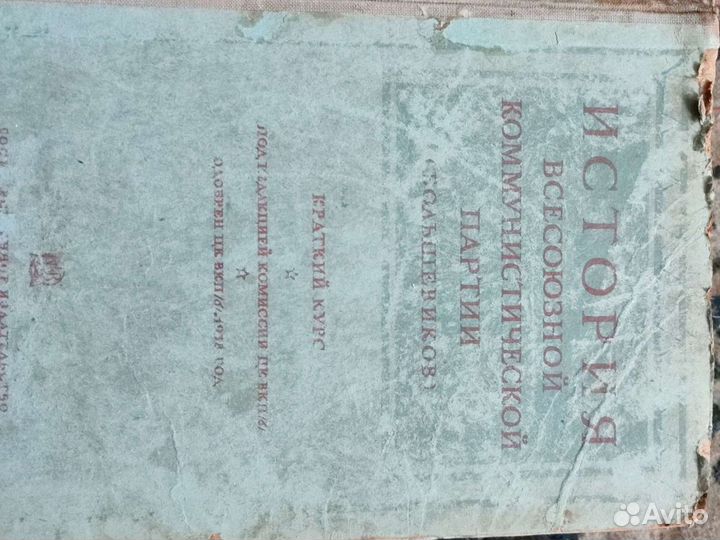 ИСТОРИЯ
ВСЕСОЮЗНОЙ
КОММУНИСТИЧЕСКОЙ
ПАРТИИ
(БОЛЬШЕВИКОВ)
КРАТКИЙ КУРС
ПОД РЕДАКЦИЕЙ КОМИССИИ ЦК ВКП/б/
ОДОБРЕН ЦК ВКП/б/, 1938 ГОД
Avito